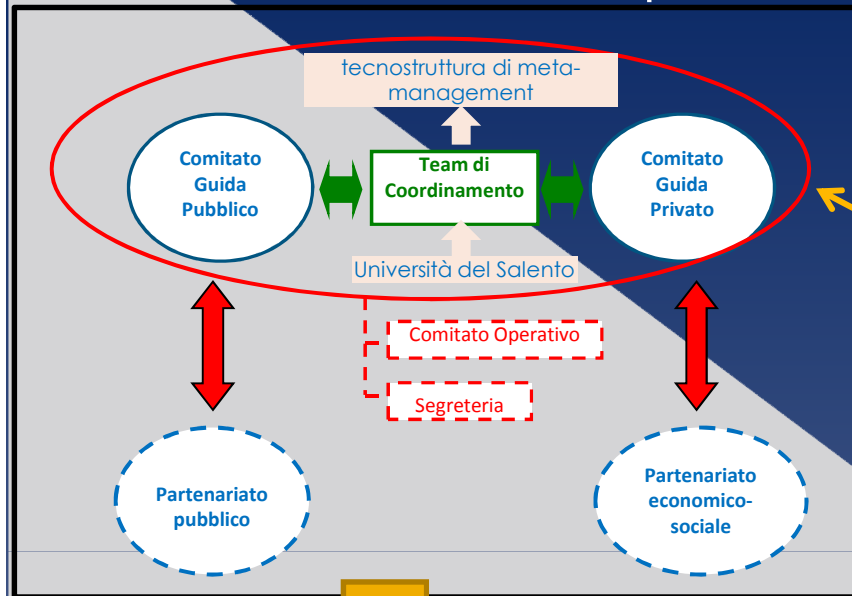 tecnostruttura di meta-
management
Comitato
Guida
Pubblico
Team di
Coordinamento
Comitato
Guida
Privato
Università del Salento
Comitato Operativo
Segreteria
Partenariato
pubblico
Partenariato
economico-
sociale